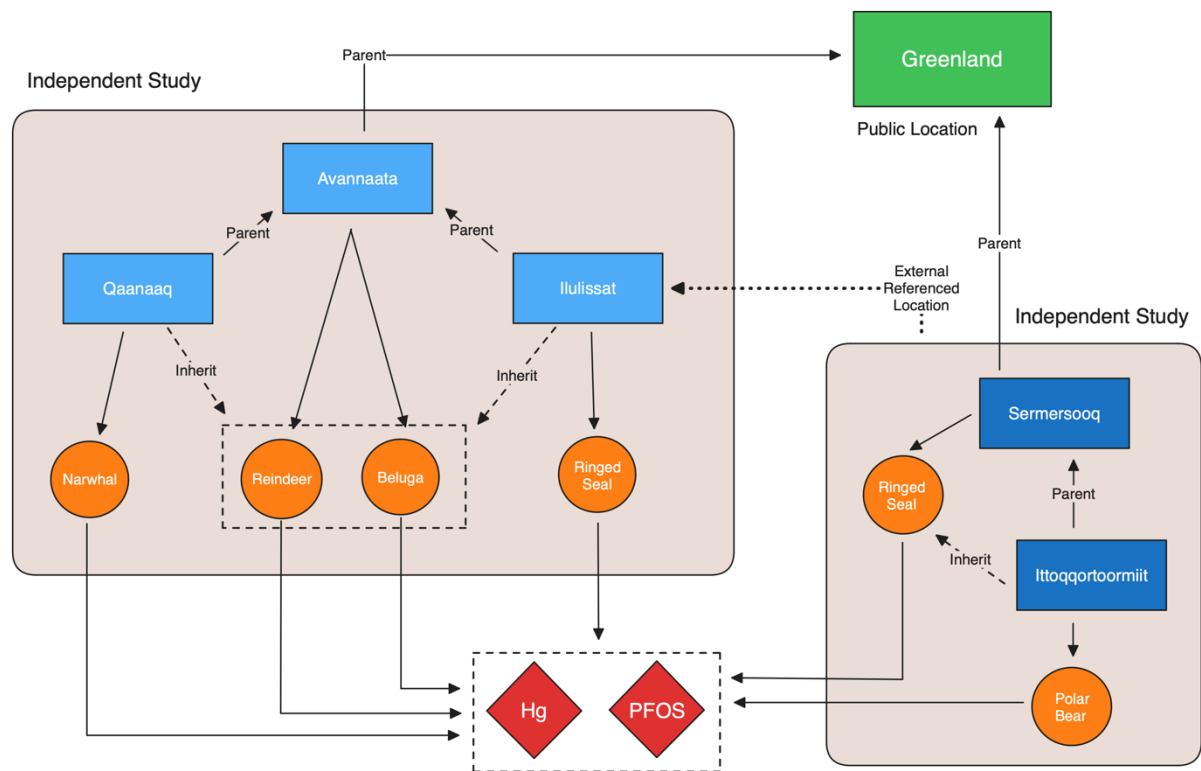 Parent
Greenland
Independent Study
Public Location
Avannaata
Parent
Parent
Parent
Qaanaaq
Ilulissat
External
Referenced
Location
Independent Study
Inherit
Inherit
Sermersooq
Narwhal
Reindeer
Beluga
Ringed
Seal
Ringed
Seal
Parent
Inherit
Ittoqqortoormiit
Hg
PFOS
Polar
Bear